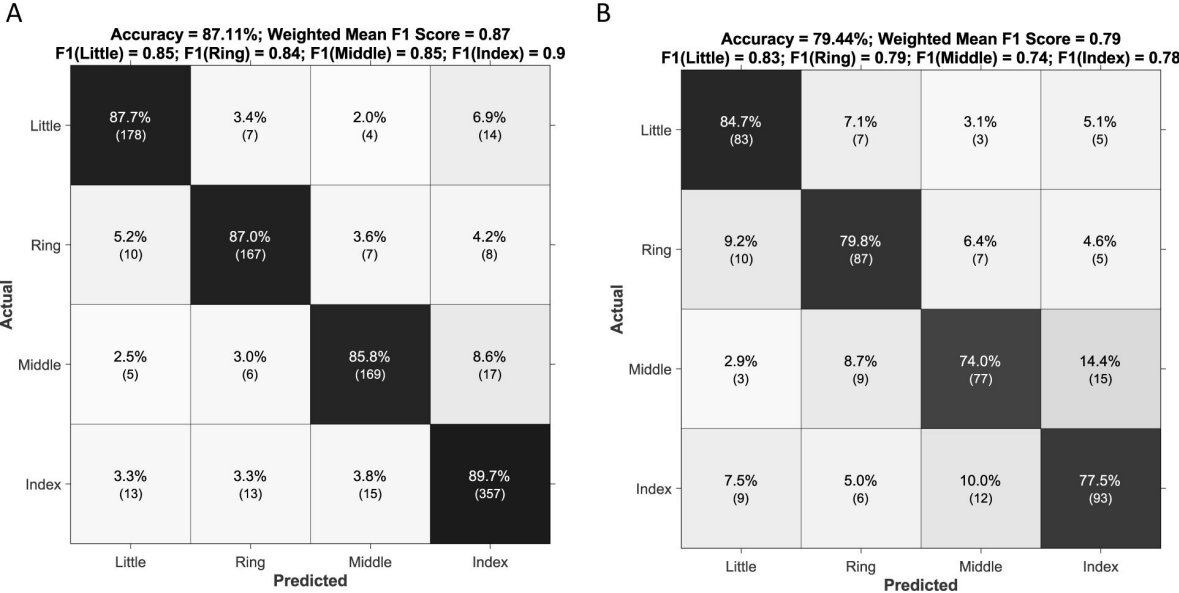 A
Accuracy = 87.11%; Weighted Mean F1 Score = 0.87
F1(Little) = 0.85; F1(Ring) = 0.84; F1(Middle) = 0.85; F1(Index) = 0.9
Little
87.7% 3.4% 2.0% 6.9%
(178) (7) (4) (14)
Ring
5.2% 87.0% 3.6% 4.2%
(10) (167) (7) (8)
Middle
2.5% 3.0% 85.8% 8.6%
(5) (6) (169) (17)
Index
3.3% 3.3% 3.8% 89.7%
(13) (13) (15) (357)
Actual
Little Ring Middle Index
Predicted
B
Accuracy = 79.44%; Weighted Mean F1 Score = 0.79
F1(Little) = 0.83; F1(Ring) = 0.79; F1(Middle) = 0.74; F1(Index) = 0.78
Little
84.7% 7.1% 3.1% 5.1%
(83) (7) (3) (5)
Ring
9.2% 79.8% 6.4% 4.6%
(10) (87) (7) (5)
Middle
2.9% 8.7% 74.0% 14.4%
(3) (9) (77) (15)
Index
7.5% 5.0% 10.0% 77.5%
(9) (6) (12) (93)
Actual
Little Ring Middle Index
Predicted